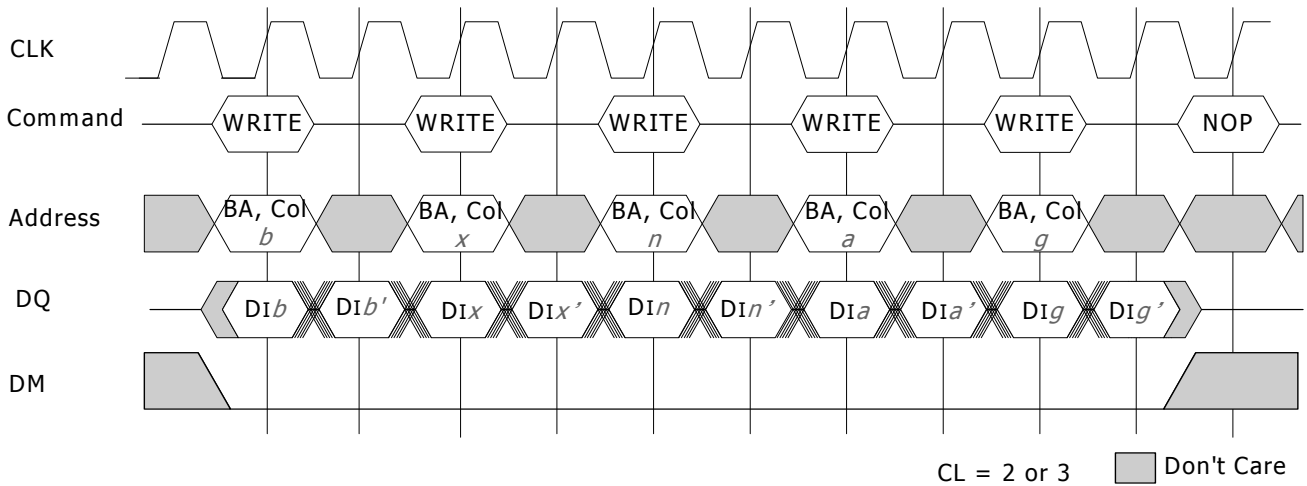 CLK
Command WRITE WRITE WRITE WRITE WRITE NOP
Address BA, Col BA, Col BA, Col BA, Col BA, Col
b x n a g
DQ DIb DIb' DIx DIx’ DIn DIn’ DIa DIa’ DIg DIg’
DM
CL = 2 or 3 Don't Care